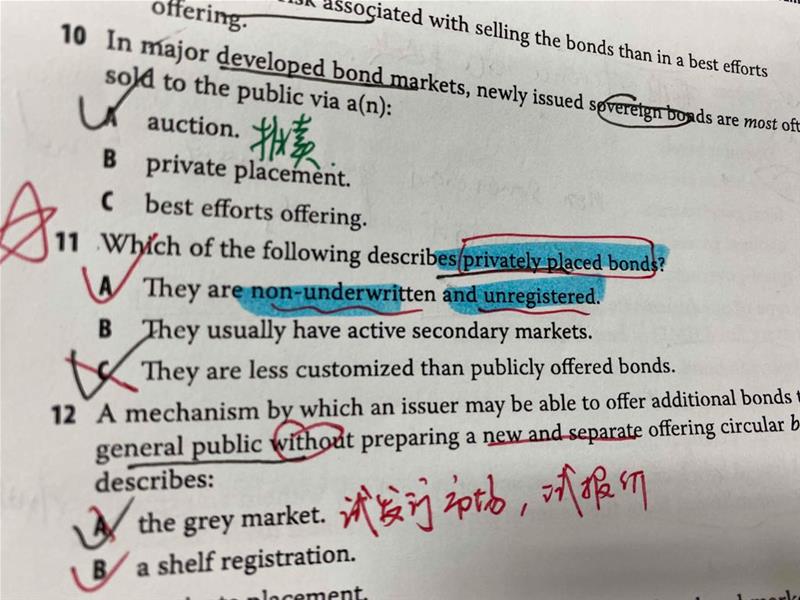 offering.
associated with selling the bonds than in a best efforts
10 In major developed bond markets, newly issued sovereign bonds are most oft
sold to the public via a(n):
A auction. 拍卖
B private placement.
C best efforts offering.
11 Which of the following describes privately placed bonds?
A They are non-underwritten and unregistered.
B They usually have active secondary markets.
C They are less customized than publicly offered bonds.
12 A mechanism by which an issuer may be able to offer additional bonds t
general public without preparing a new and separate offering circular b
describes:
A the grey market. 试发行市场,
B a shelf registration.
placement.